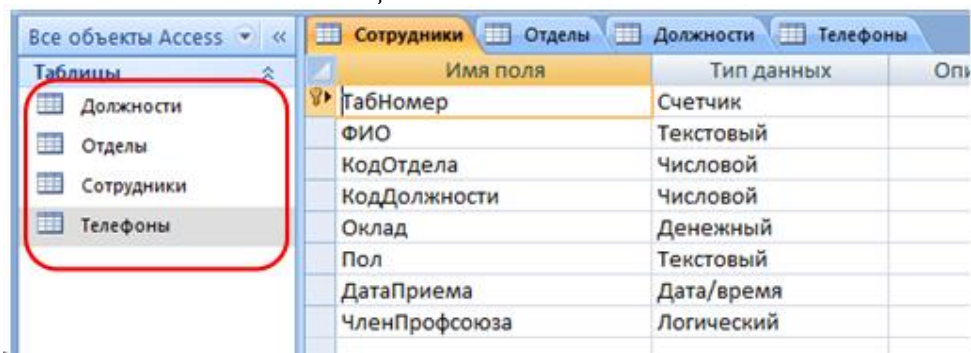 Все объекты Access «
Сотрудники Отделы Должности Телефоны
Таблицы
Должности
Отделы
Сотрудники
Телефоны
Имя поля Тип данных
ТабНомер Счетчик
ФИО Текстовый
КодОтдела Числовой
КодДолжности Числовой
Оклад Денежный
Пол Текстовый
ДатаПриема Дата/время
ЧленПрофсоюза Логический